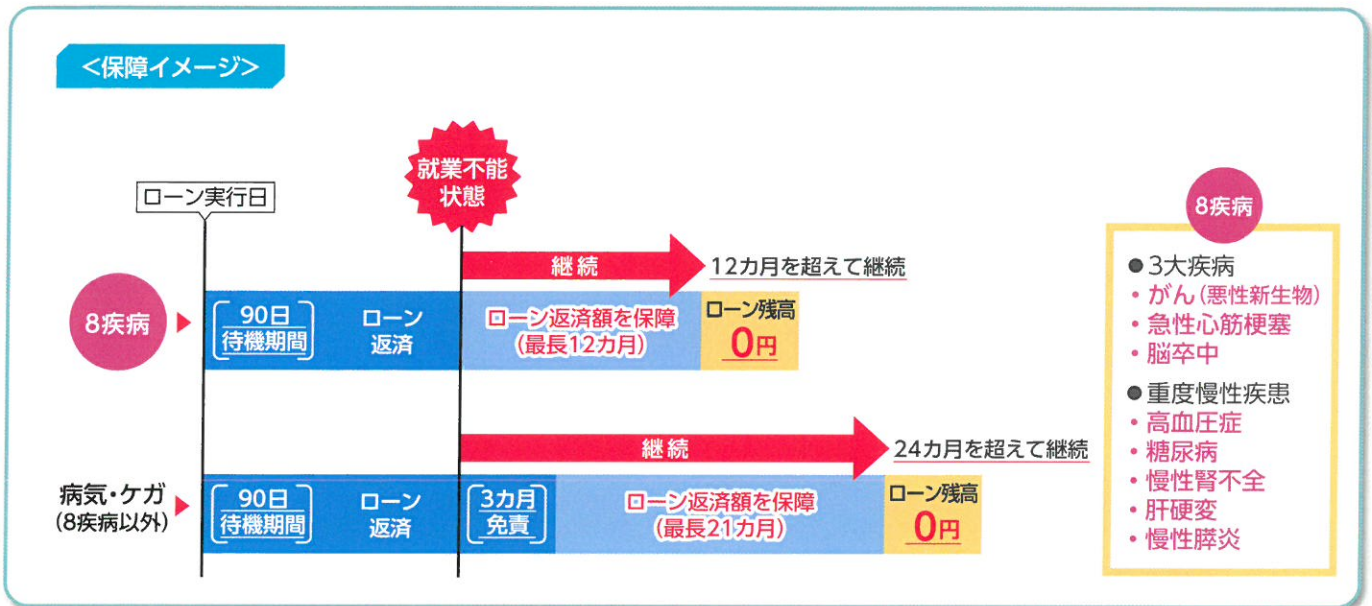 <保障イメージ>
就業不能
状態
ローン実行日
継続
12カ月を超えて継続
8疾病
90日
待機期間
ローン
返済
ローン返済額を保障
(最長12カ月)
ローン残高
0円
継続
24カ月を超えて継続
病気・ケガ
(8疾病以外)
90日
待機期間
ローン
返済
3カ月
免責
ローン返済額を保障
(最長21カ月)
ローン残高
0円
8疾病
●3大疾病
・がん(悪性新生物)
・急性心筋梗塞
・脳卒中
●重度慢性疾患
・高血圧症
・糖尿病
・慢性腎不全
・肝硬変
・慢性膵炎